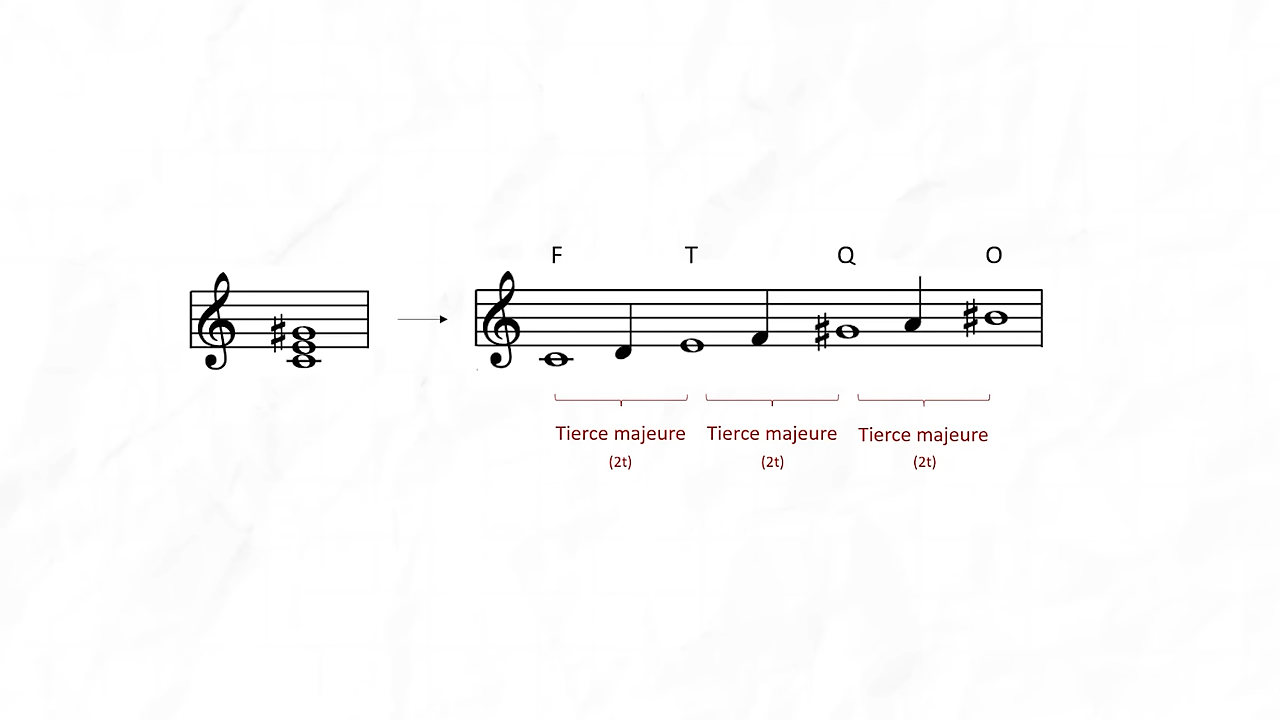 F T Q O
Tierce majeure Tierce majeure Tierce majeure
(2t) (2t) (2t)